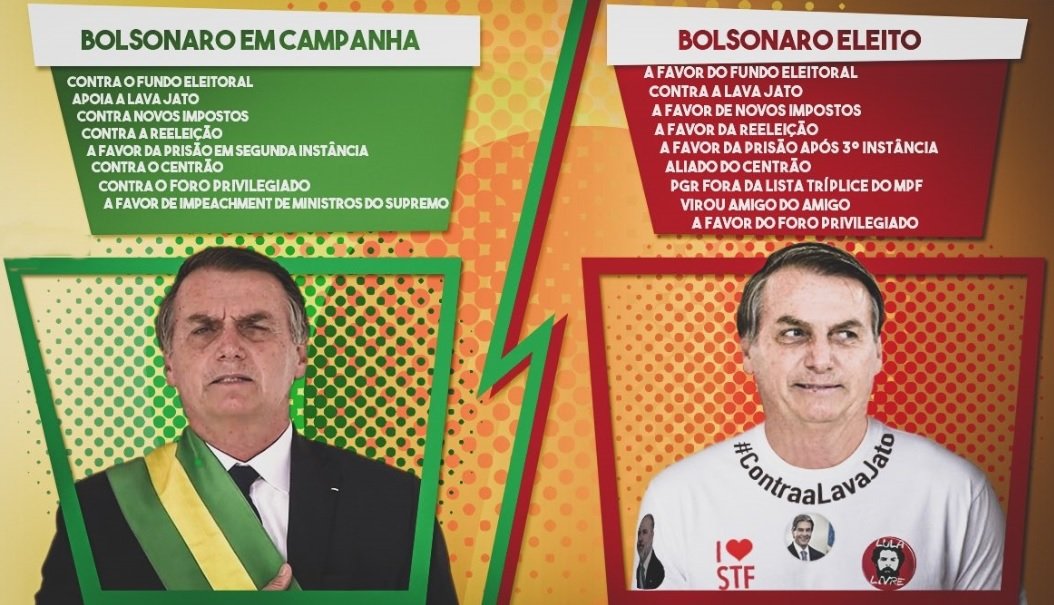 BOLSONARO EM CAMPANHA
CONTRA O FUNDO ELEITORAL
APOIA A LAVA JATO
CONTRA NOVOS IMPOSTOS
CONTRA A REELEIÇÃO
A FAVOR DA PRISÃO EM SEGUNDA INSTÂNCIA
CONTRA O CENTRÃO
CONTRA O FORO PRIVILEGIADO
A FAVOR DE IMPEACHMENT DE MINISTROS DO SUPREMO
BOLSONARO ELEITO
A FAVOR DO FUNDO ELEITORAL
CONTRA A LAVA JATO
A FAVOR DE NOVOS IMPOSTOS
A FAVOR DA REELEIÇÃO
A FAVOR DA PRISÃO APÓS 3º INSTÂNCIA
ALIADO DO CENTRÃO
PGR FORA DA LISTA TRÍPLICE DO MPF
VIROU AMIGO DO AMIGO
A FAVOR DO FORO PRIVILEGIADO
#ContraaLavaJato
I ❤ STF
LULA
LIVRE